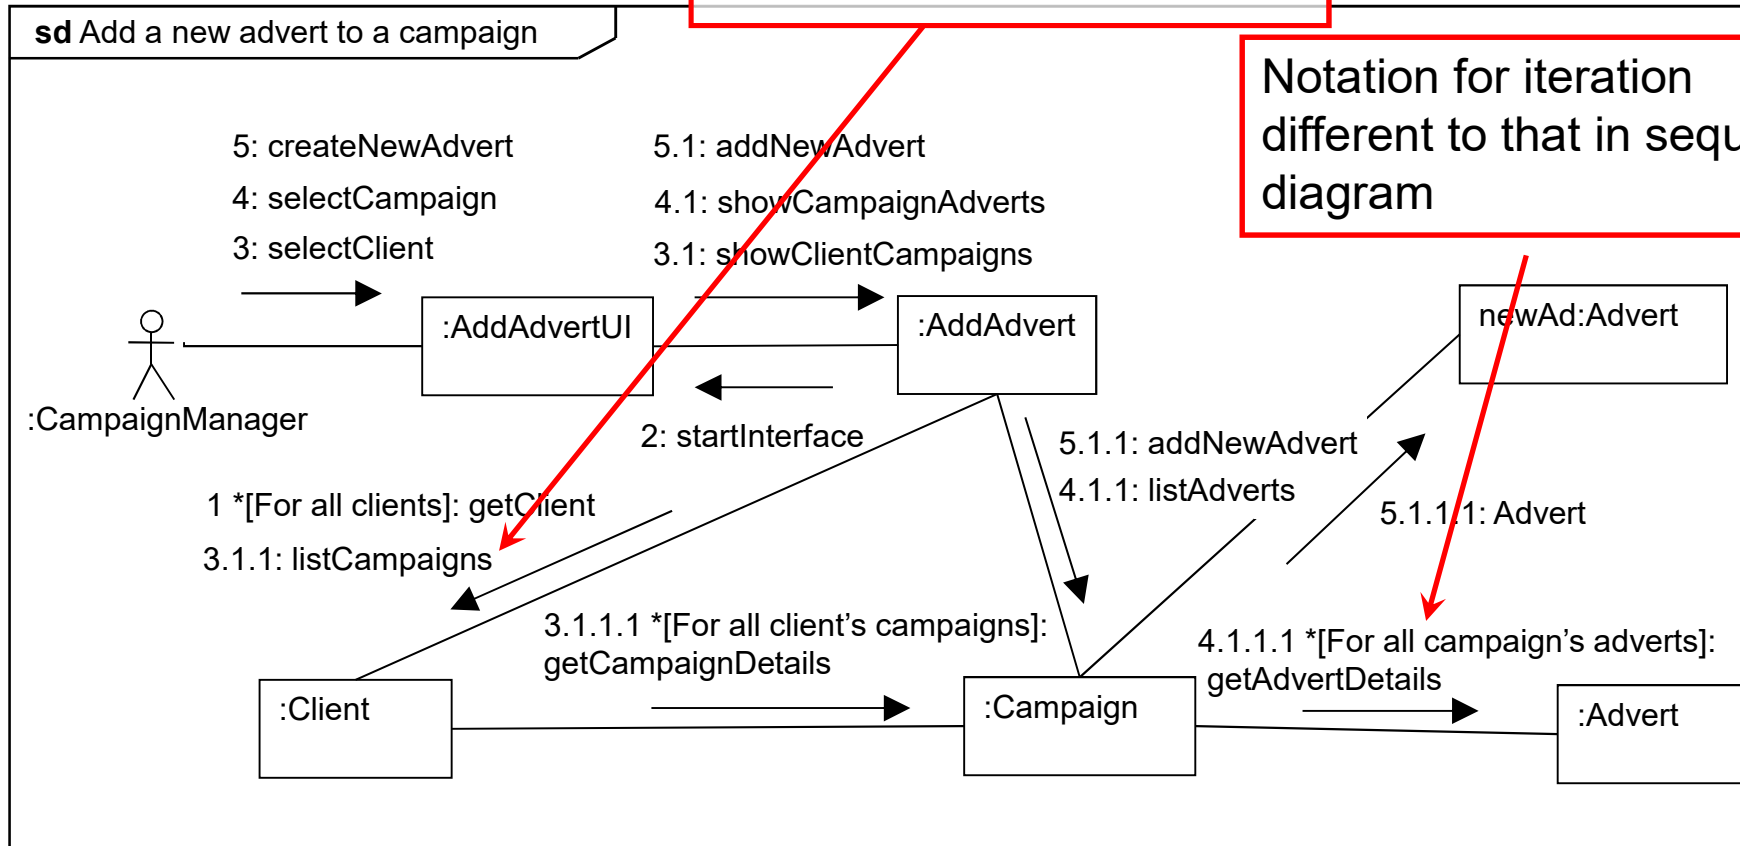 sd Add a new advert to a campaign
Notation for iteration
different to that in
diagram
5: createNewAdvert
4: selectCampaign
3: selectClient
5.1: addNewAdvert
4.1: showCampaignAdverts
3.1: showClientCampaigns
:AddAdvertUI
:AddAdvert
newAd:Advert
:CampaignManager
2: startInterface
5.1.1: addNewAdvert
4.1.1: listAdverts
1 *[For all clients]: getClient
3.1.1: listCampaigns
5.1.1.1: Advert
3.1.1.1 *[For all client’s campaigns]:
getCampaignDetails
4.1.1.1 *[For all campaign’s adverts]:
getAdvertDetails
:Client
:Campaign
:Advert